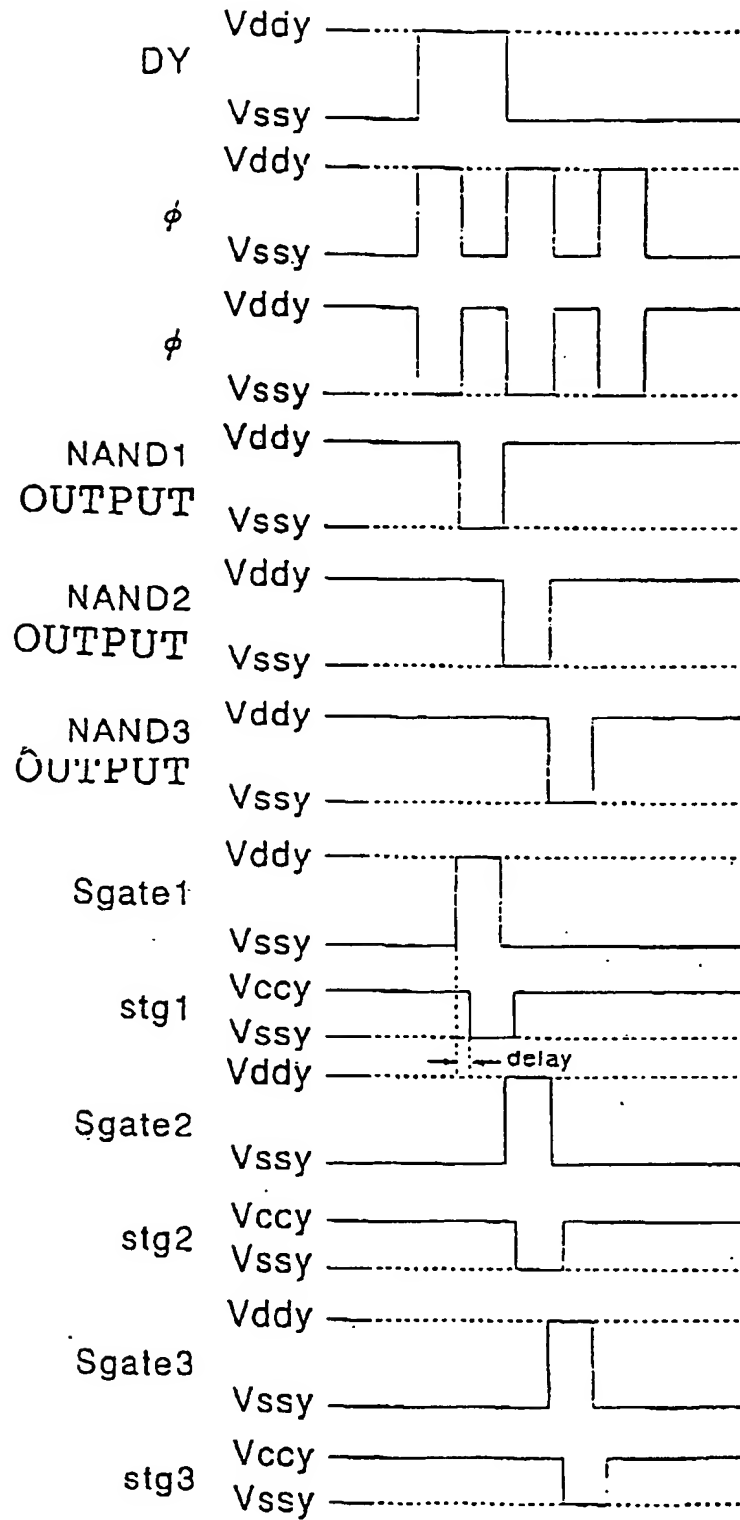 Vddy
DY
Vssy
Vddy
ϕ
Vssy
Vddy
ϕ
Vssy
Vddy
NAND1
OUTPUT
Vssy
Vddy
NAND2
OUTPUT
Vssy
Vddy
NAND3
OUTPUT
Vssy
Vddy
Sgate1
Vssy
Vccy
stg1
Vssy
delay
Vddy
Sgate2
Vssy
Vccy
stg2
Vssy
Vddy
Sgate3
Vssy
Vccy
stg3
Vssy